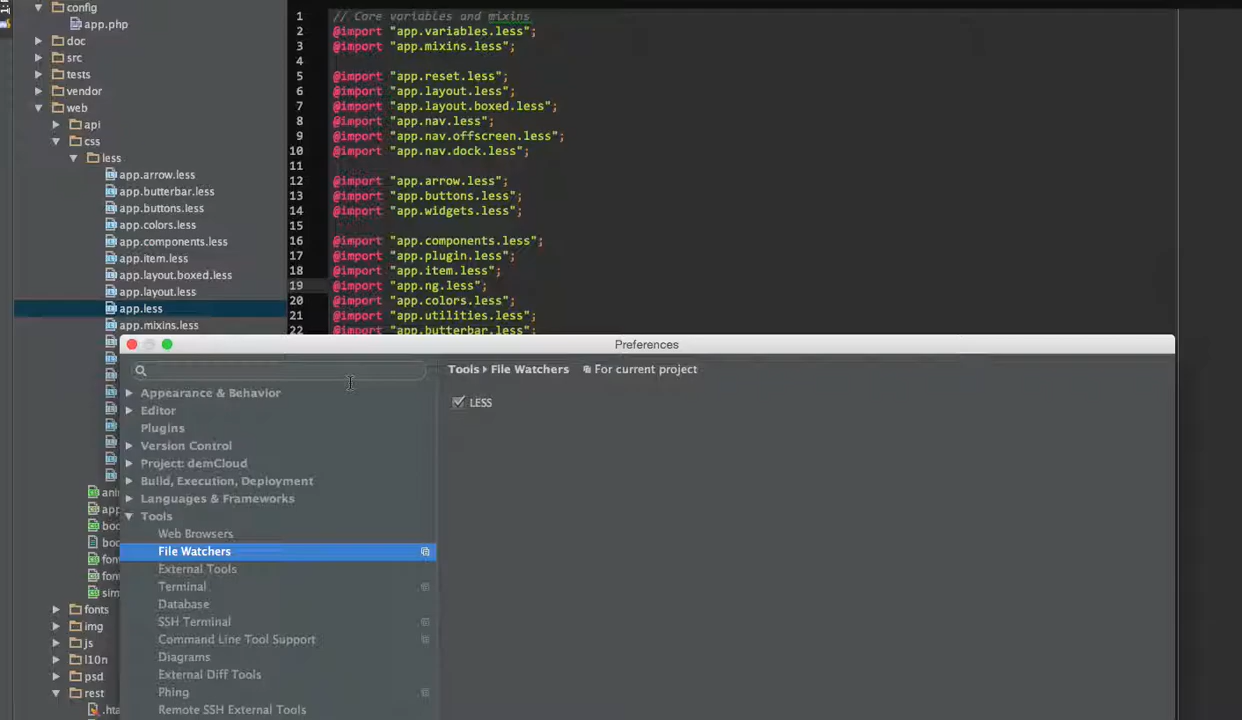 config
app.php
doc
src
tests
vendor
web
api
css
less
app.arrow.less
app.butterbar.less
app.buttons.less
app.colors.less
app.components.less
app.item.less
app.layout.boxed.less
app.layout.less
app.less
app.mixins.less
fonts
img
js
l10n
psd
rest
1 // Core variables and mixins
2 @import "app.variables.less";
3 @import "app.mixins.less";
4
5 @import "app.reset.less";
6 @import "app.layout.less";
7 @import "app.layout.boxed.less";
8 @import "app.nav.less";
9 @import "app.nav.offscreen.less";
10 @import "app.nav.dock.less";
11
12 @import "app.arrow.less";
13 @import "app.buttons.less";
14 @import "app.widgets.less";
15
16 @import "app.components.less";
17 @import "app.plugin.less";
18 @import "app.item.less";
19 @import "app.ng.less";
20 @import "app.colors.less";
21 @import "app.utilities.less";
22 @import "app.butterbar.less";
Preferences
Appearance & Behavior
Editor
Plugins
Version Control
Project: demCloud
Build, Execution, Deployment
Languages & Frameworks
Tools
Web Browsers
File Watchers
External Tools
Terminal
Database
SSH Terminal
Command Line Tool Support
Diagrams
External Diff Tools
Phing
Remote SSH External Tools
Tools › File Watchers For current project
LESS